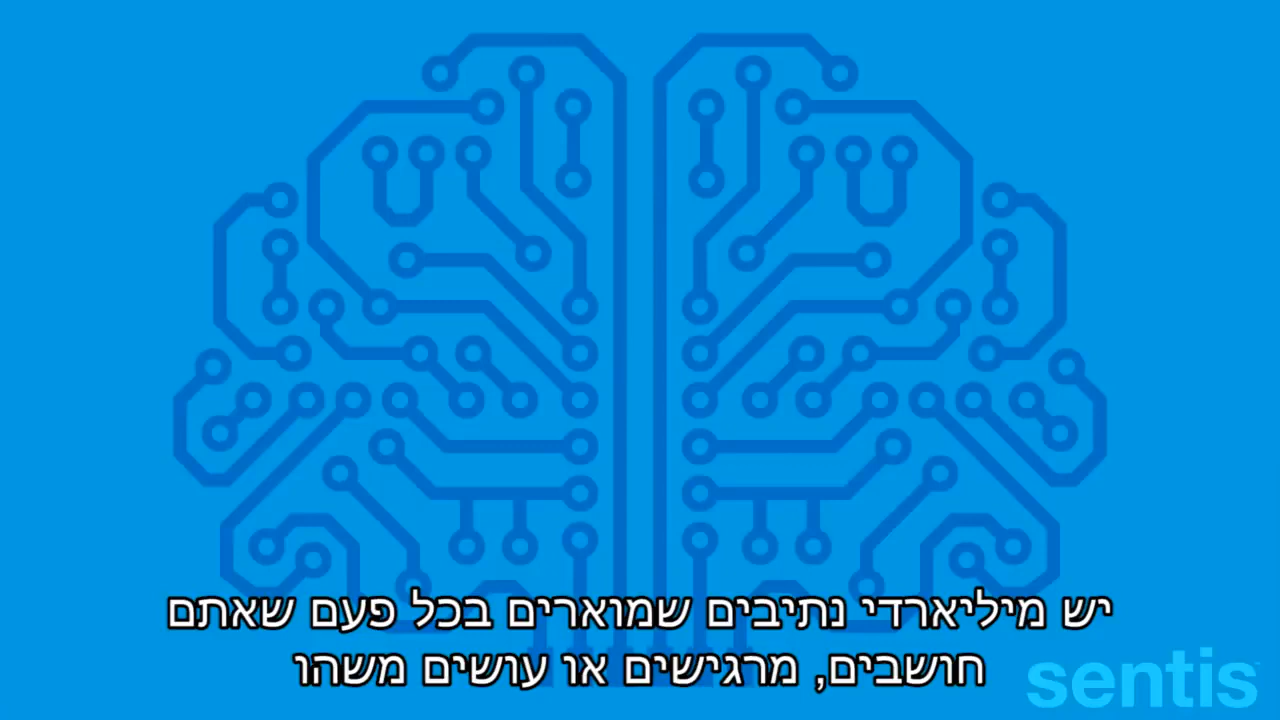 יש מיליארדי נתיבים שמוארים בכל פעם שאתם
חושבים, מרגישים או עושים משהו
sentis